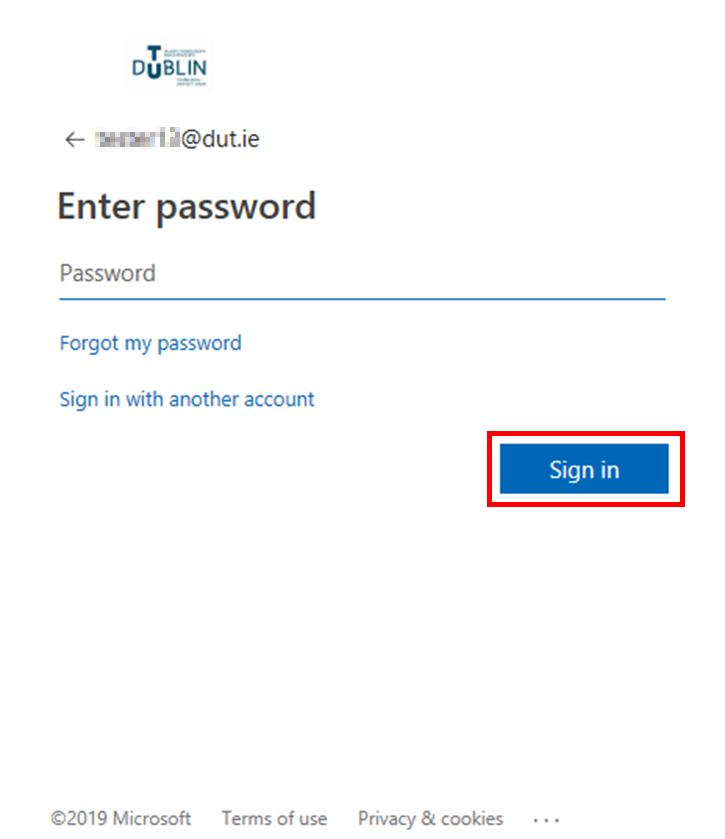 TU
DUBLIN
@dut.ie
Enter password
Password
Forgot my password
Sign in with another account
Sign in
©2019 Microsoft Terms of use Privacy & cookies ...